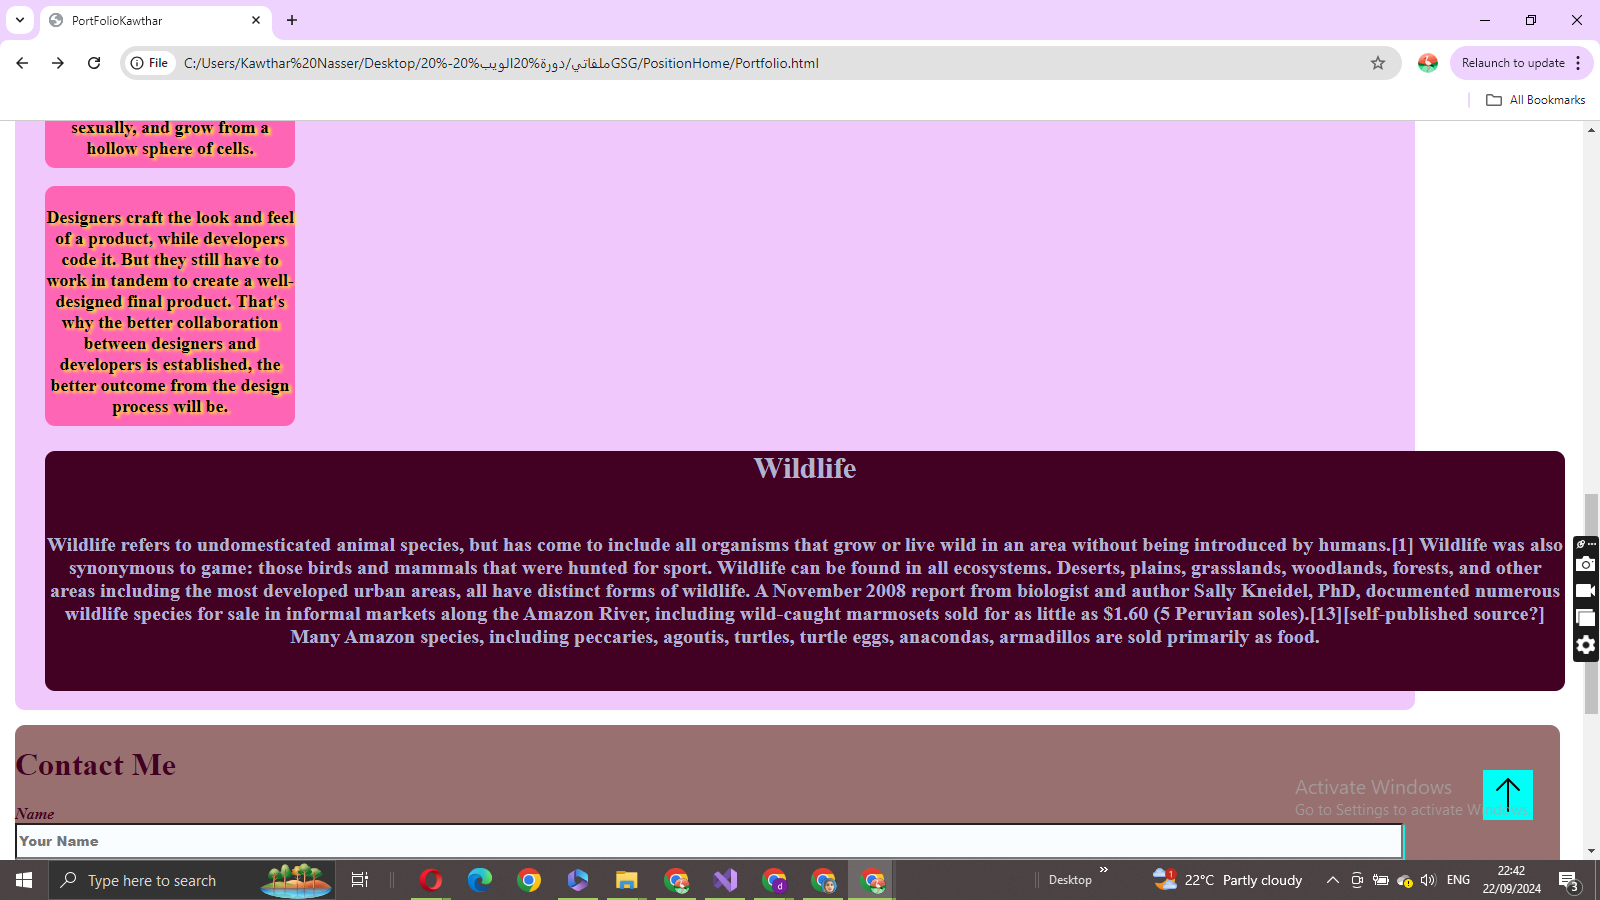 PortFolioKawthar
File
C:/Users/Kawthar%20Nasser/Desktop/ملفاتي/دورة%20الويب%20-%20GSG/PositionHome/Portfolio.html
Relaunch to update
All Bookmarks
sexually, and grow from a
hollow sphere of cells.
Designers craft the look and feel
of a product, while developers
code it. But they still have to
work in tandem to create a well-
designed final product. That's
why the better collaboration
between designers and
developers is established, the
better outcome from the design
process will be.
Wildlife
Wildlife refers to undomesticated animal species, but has come to include all organisms that grow or live wild in an area without being introduced by humans.[1] Wildlife was also
synonymous to game: those birds and mammals that were hunted for sport. Wildlife can be found in all ecosystems. Deserts, plains, grasslands, woodlands, forests, and other
areas including the most developed urban areas, all have distinct forms of wildlife. A November 2008 report from biologist and author Sally Kneidel, PhD, documented numerous
wildlife species for sale in informal markets along the Amazon River, including wild-caught marmosets sold for as little as $1.60 (5 Peruvian soles).[13][self-published source?]
Many Amazon species, including peccaries, agoutis, turtles, turtle eggs, anacondas, armadillos are sold primarily as food.
Contact Me
Name
Your Name
Activate Windows
Go to Settings to activate Windows.
Type here to search
d
Desktop
1
22°C Partly cloudy
ENG
22:42
22/09/2024
3